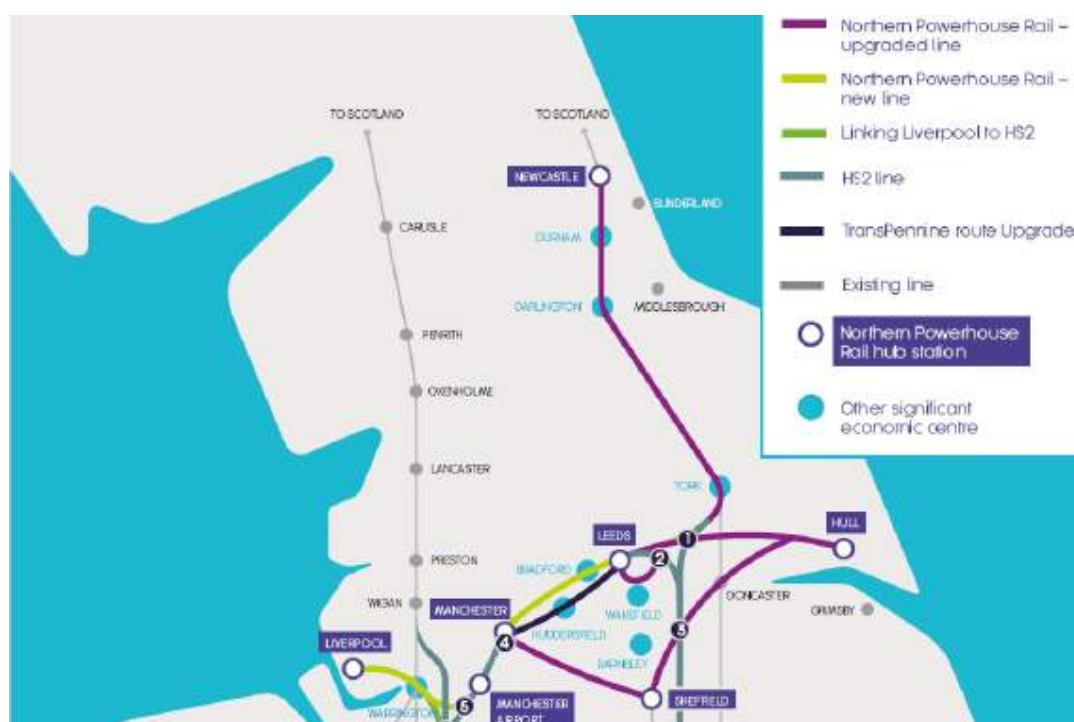 Northern Powerhouse Rail –
upgraded line
Northern Powerhouse Rail –
new line
Linking Liverpool to HS2
HS2 line
TransPennine route Upgrade
Existing line
Northern Powerhouse
Rail hub station
Other significant
economic centre
TO SCOTLAND
TO SCOTLAND
NEWCASTLE
SUNDERLAND
CARLISLE
DURHAM
MIDDLESBROUGH
DARLINGTON
PENRITH
OXENHOLME
LANCASTER
YORK
HULL
LEEDS
1
2
PRESTON
BRADFORD
WIGAN
MANCHESTER
HUDDERSFIELD
WAKEFIELD
DONCASTER
GRIMSBY
3
4
LIVERPOOL
BARNSLEY
WARRINGTON
5
MANCHESTER
AIRPORT
SHEFFIELD